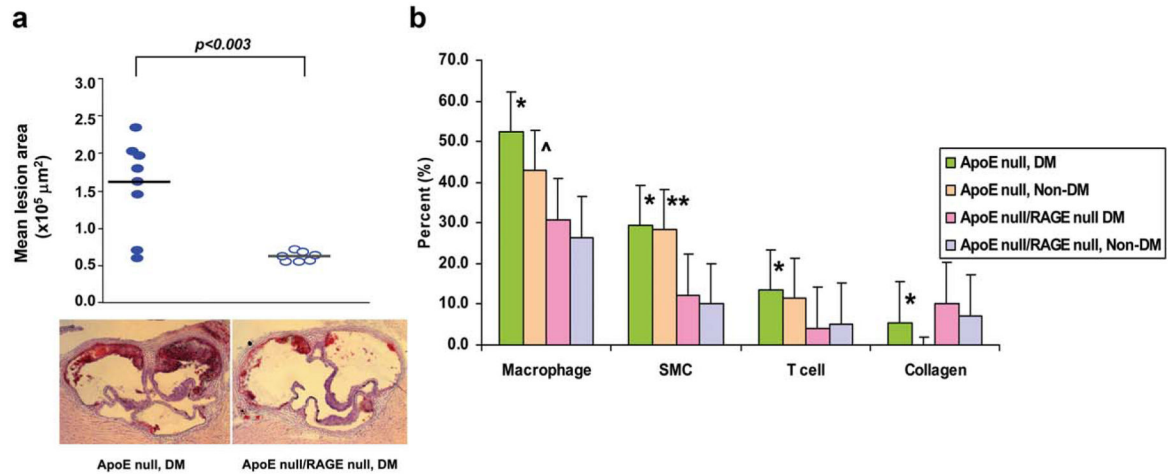 a
p<0.003
Mean lesion area
(x10⁵ µm²)
3.0
2.0
1.5
1.0
0.5
0.0
ApoE null, DM
ApoE null/RAGE null, DM
b
Percent (%)
70.0
60.0
50.0
40.0
30.0
20.0
10.0
0.0
*
^
*
**
*
*
Macrophage
SMC
T cell
Collagen
ApoE null, DM
ApoE null, Non-DM
ApoE null/RAGE null DM
ApoE null/RAGE null, Non-DM